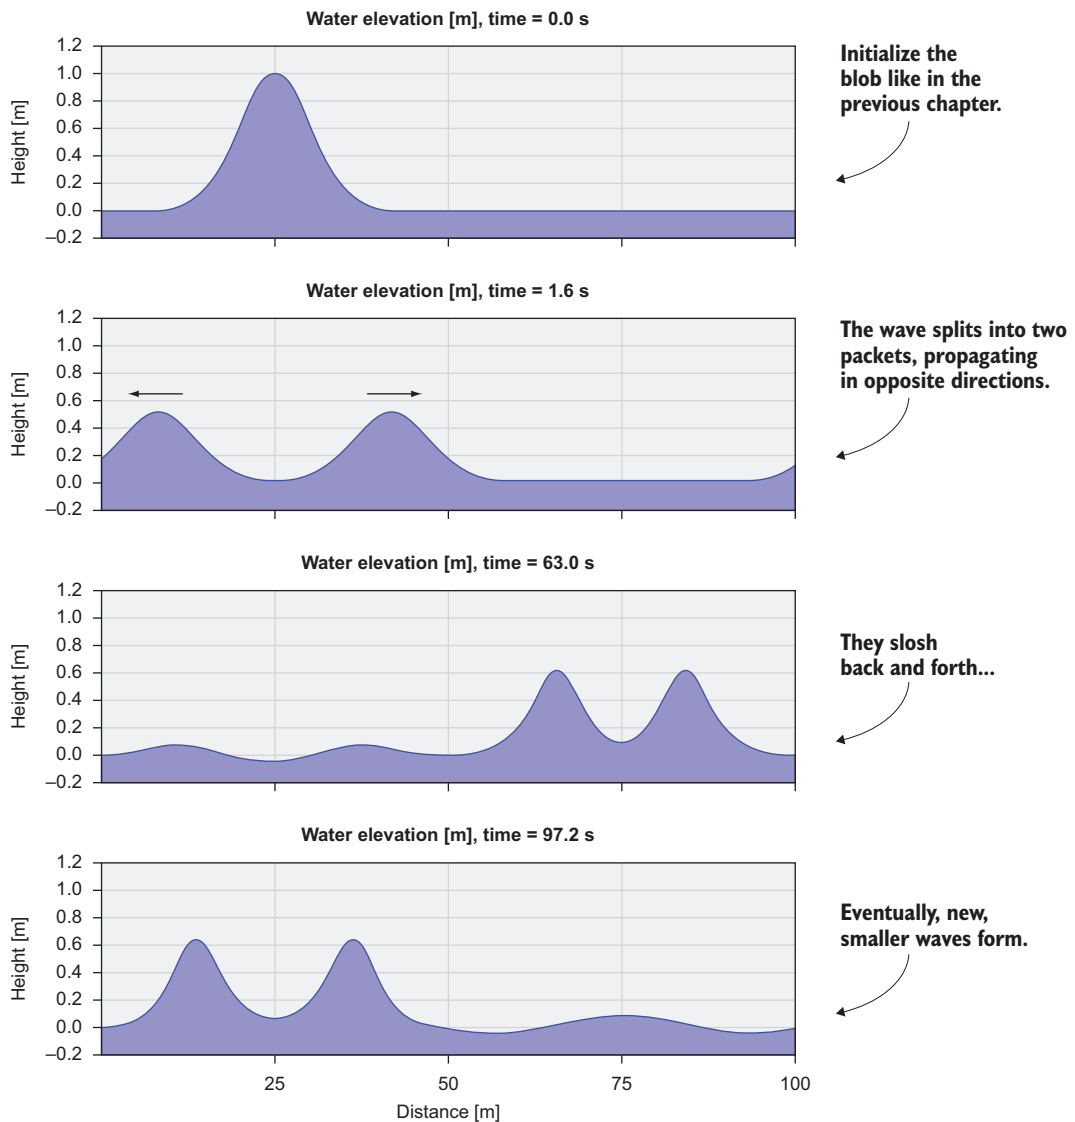 Water elevation [m], time = 0.0 s
1.2
1.0
0.8
0.6
0.4
0.2
0.0
–0.2
Height [m]
Initialize the
blob like in the
previous chapter.
Water elevation [m], time = 1.6 s
1.2
1.0
0.8
0.6
0.4
0.2
0.0
–0.2
Height [m]
The wave splits into two
packets, propagating
in opposite directions.
Water elevation [m], time = 63.0 s
1.2
1.0
0.8
0.6
0.4
0.2
0.0
–0.2
Height [m]
They slosh
back and forth...
Water elevation [m], time = 97.2 s
1.2
1.0
0.8
0.6
0.4
0.2
0.0
–0.2
Height [m]
Eventually, new,
smaller waves form.
25 50 75 100
Distance [m]